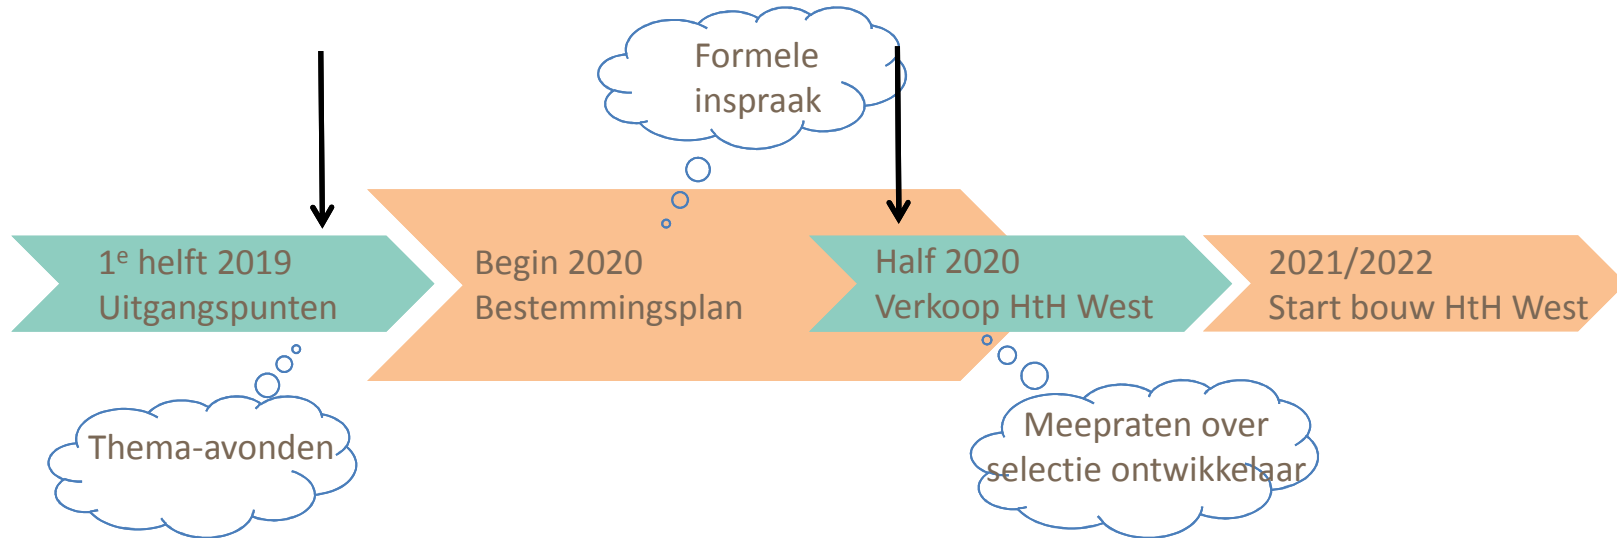 Formele
inspraak
1e helft 2019
Uitgangspunten
Begin 2020
Bestemmingsplan
Half 2020
Verkoop HtH West
2021/2022
Start bouw HtH West
Thema-avonden
Meepraten over
selectie ontwikkelaar